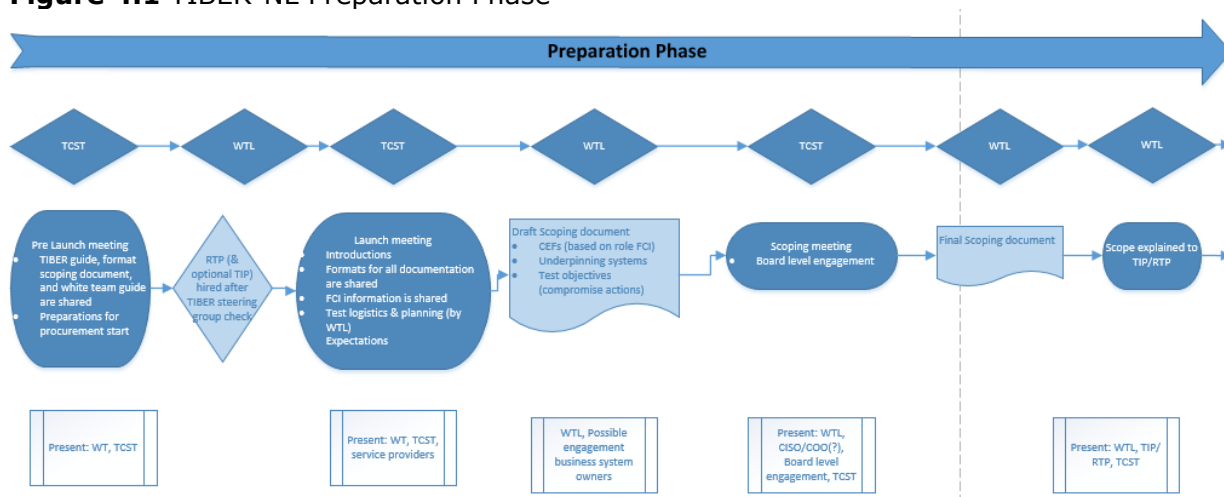 Figure 4.1 TIBER-NL Preparation Phase
Preparation Phase
TCST
WTL
TCST
WTL
TCST
WTL
WTL
Pre Launch meeting
• TIBER guide, format
scoping document,
and white team guide
are shared
• Preparations for
procurement start
RTP (&
optional TIP)
hired after
TIBER steering
group check
Launch meeting
• Introductions
• Formats for all documentation
are shared
• FCI information is shared
• Test logistics & planning (by
WTL)
• Expectations
Draft Scoping document
• CEFs (based on role FCI)
• Underpinning systems
• Test objectives
(compromise actions)
Scoping meeting
• Board level engagement
Final Scoping document
Scope explained to
TIP/RTP
Present: WT, TCST
Present: WT, TCST,
service providers
WTL, Possible
engagement
business system
owners
Present: WTL,
CISO/COO(?),
Board level
engagement, TCST
Present: WTL, TIP/
RTP, TCST